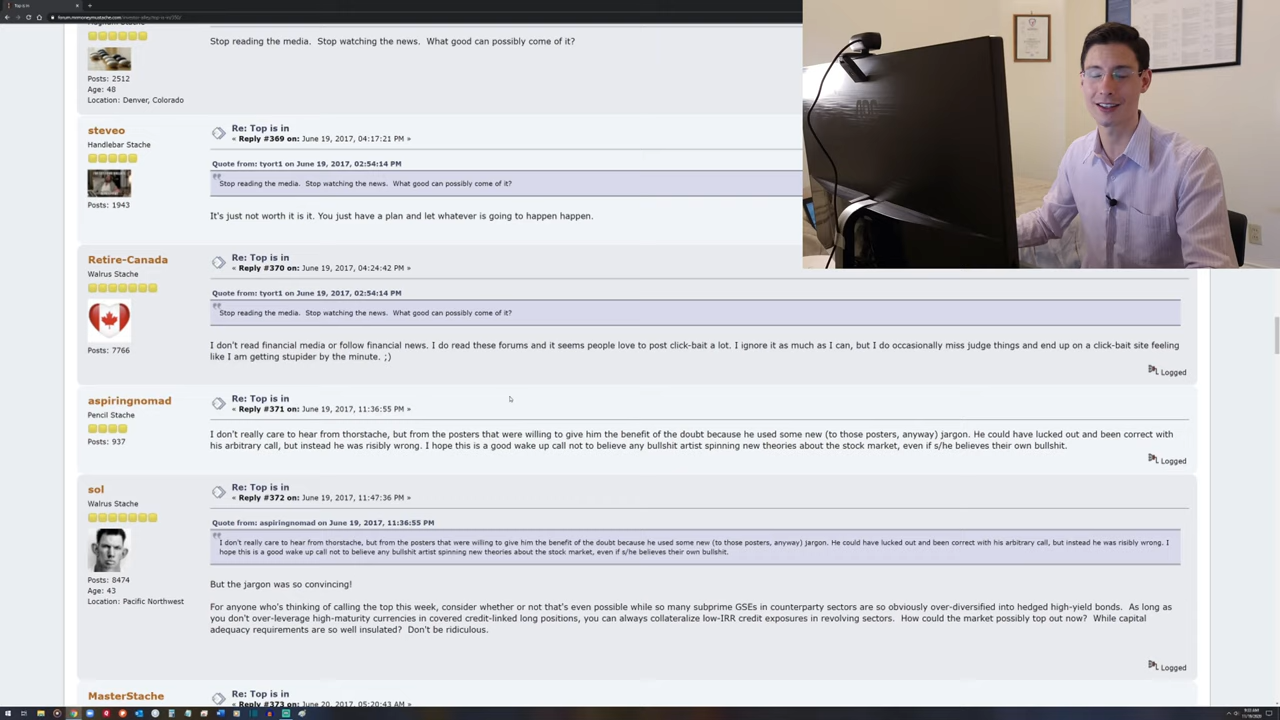 Top is in
forum.mrmoneymustache.com/investor-alley/top-is-in/350/
Stop reading the media. Stop watching the news. What good can possibly come of it?
Posts: 2512
Age: 48
Location: Denver, Colorado
steveo
Handlebar Stache
Posts: 1943
Re: Top is in
« Reply #369 on: June 19, 2017, 04:17:21 PM »
Quote from: tyort1 on June 19, 2017, 02:54:14 PM
Stop reading the media. Stop watching the news. What good can possibly come of it?
It's just not worth it is it. You just have a plan and let whatever is going to happen happen.
Retire-Canada
Walrus Stache
Posts: 7766
Re: Top is in
« Reply #370 on: June 19, 2017, 04:24:42 PM »
Quote from: tyort1 on June 19, 2017, 02:54:14 PM
Stop reading the media. Stop watching the news. What good can possibly come of it?
I don't read financial media or follow financial news. I do read these forums and it seems people love to post click-bait a lot. I ignore it as much as I can, but I do occasionally miss judge things and end up on a click-bait site feeling
like I am getting stupider by the minute. ;)
Logged
aspiringnomad
Pencil Stache
Posts: 937
Re: Top is in
« Reply #371 on: June 19, 2017, 11:36:55 PM »
I don't really care to hear from thorstache, but from the posters that were willing to give him the benefit of the doubt because he used some new (to those posters, anyway) jargon. He could have lucked out and been correct with
his arbitrary call, but instead he was risibly wrong. I hope this is a good wake up call not to believe any bullshit artist spinning new theories about the stock market, even if s/he believes their own bullshit.
Logged
sol
Walrus Stache
Posts: 8474
Age: 43
Location: Pacific Northwest
Re: Top is in
« Reply #372 on: June 19, 2017, 11:47:36 PM »
Quote from: aspiringnomad on June 19, 2017, 11:36:55 PM
I don't really care to hear from thorstache, but from the posters that were willing to give him the benefit of the doubt because he used some new (to those posters, anyway) jargon. He could have lucked out and been correct with his arbitrary call, but instead he was risibly wrong. I
hope this is a good wake up call not to believe any bullshit artist spinning new theories about the stock market, even if s/he believes their own bullshit.
But the jargon was so convincing!
For anyone who's thinking of calling the top this week, consider whether or not that's even possible while so many subprime GSEs in counterparty sectors are so obviously over-diversified into hedged high-yield bonds. As long as
you don't over-leverage high-maturity currencies in covered credit-linked long positions, you can always collateralize low-IRR credit exposures in revolving sectors. How could the market possibly top out now? While capital
adequacy requirements are so well insulated? Don't be ridiculous.
Logged
MasterStache
Re: Top is in
« Reply #373 on: June 20, 2017, 05:20:43 AM »